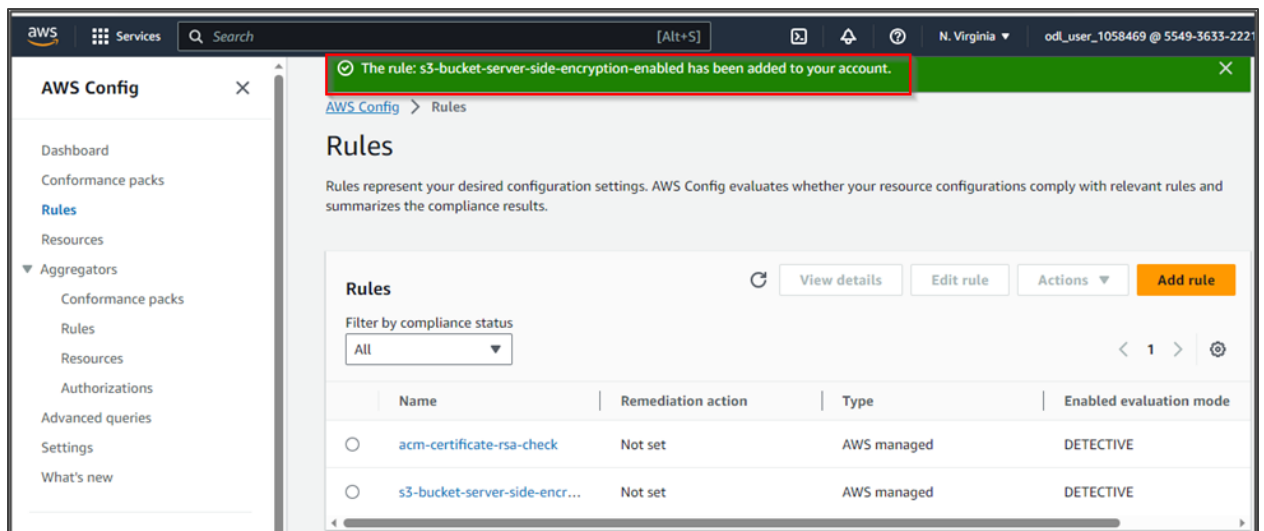 aws
Services
Search
[Alt+S]
N. Virginia
odl_user_1058469 @ 5549-3633-2221
AWS Config
Dashboard
Conformance packs
Rules
Resources
Aggregators
Conformance packs
Rules
Resources
Authorizations
Advanced queries
Settings
What's new
The rule: s3-bucket-server-side-encryption-enabled has been added to your account.
AWS Config > Rules
Rules
Rules represent your desired configuration settings. AWS Config evaluates whether your resource configurations comply with relevant rules and
summarizes the compliance results.
Rules
View details
Edit rule
Actions
Add rule
Filter by compliance status
All
1
Name Remediation action Type Enabled evaluation mode
acm-certificate-rsa-check Not set AWS managed DETECTIVE
s3-bucket-server-side-encr... Not set AWS managed DETECTIVE